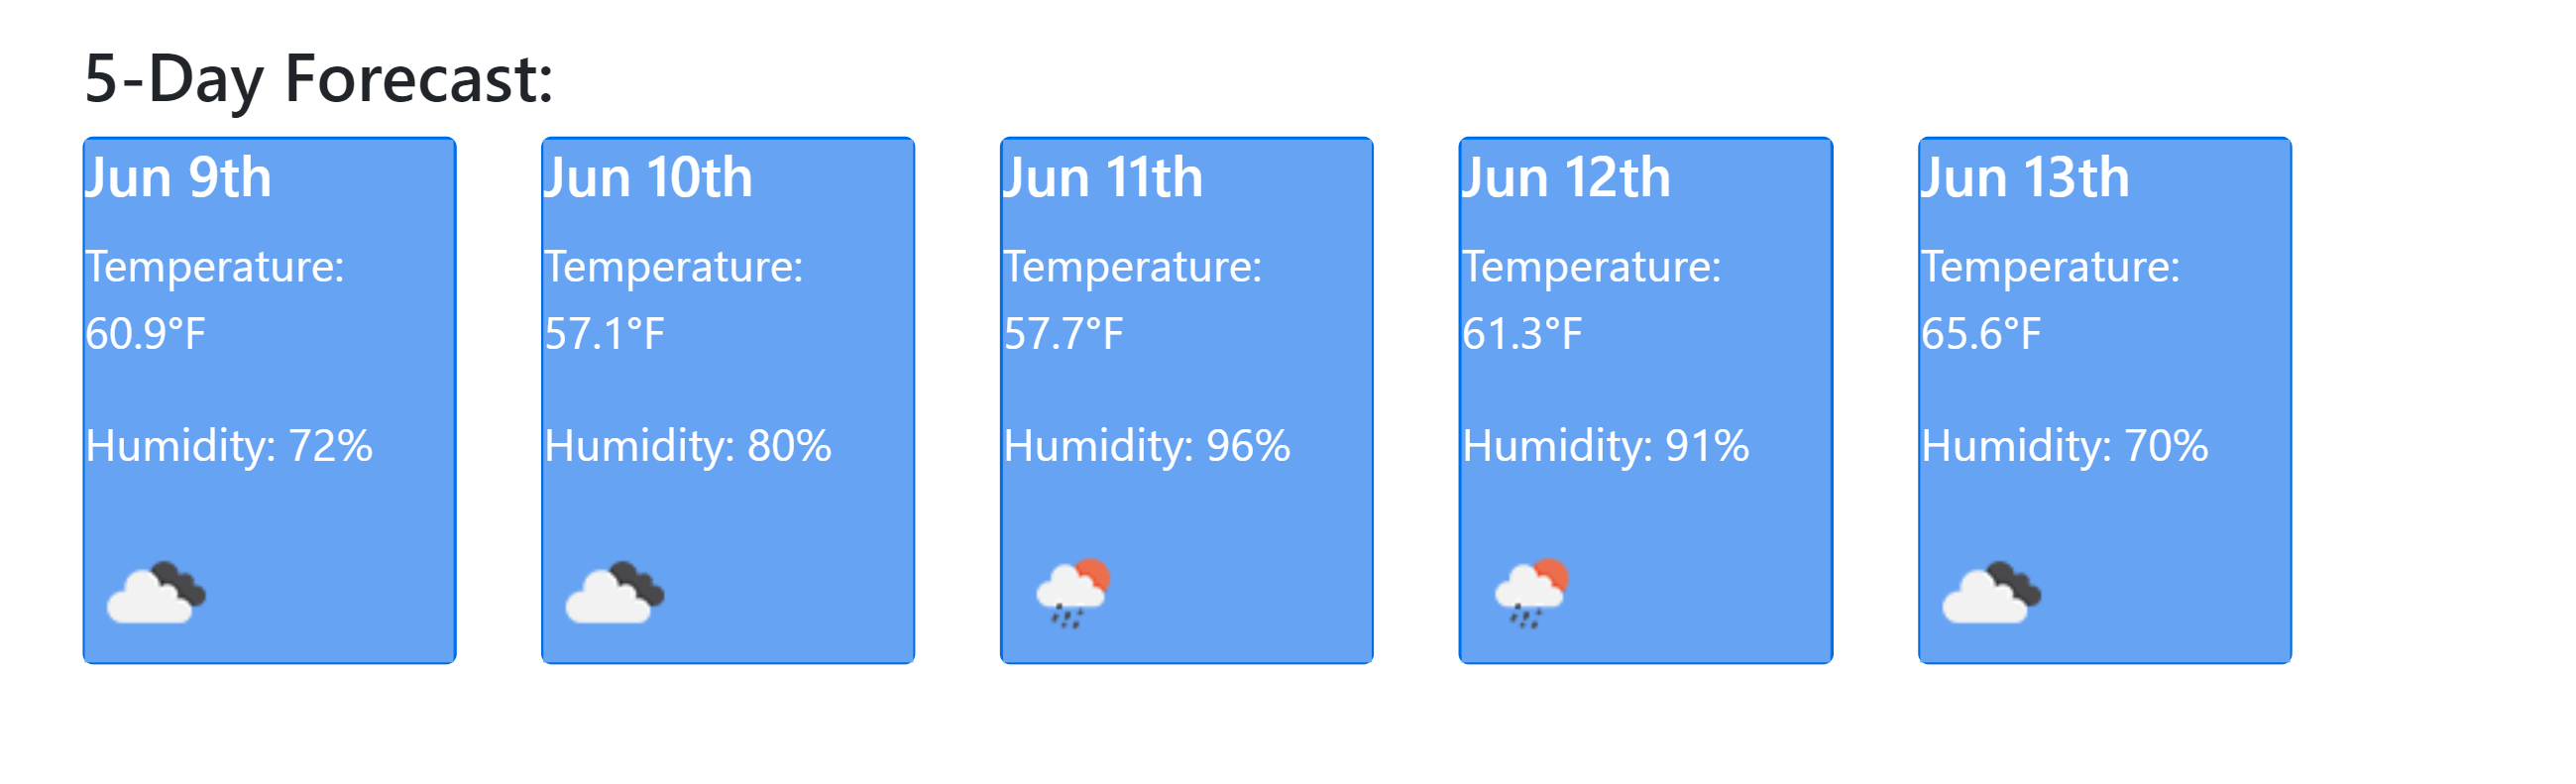 5-Day Forecast:
Jun 9th
Temperature:
60.9°F
Humidity: 72%
Jun 10th
Temperature:
57.1°F
Humidity: 80%
Jun 11th
Temperature:
57.7°F
Humidity: 96%
Jun 12th
Temperature:
61.3°F
Humidity: 91%
Jun 13th
Temperature:
65.6°F
Humidity: 70%